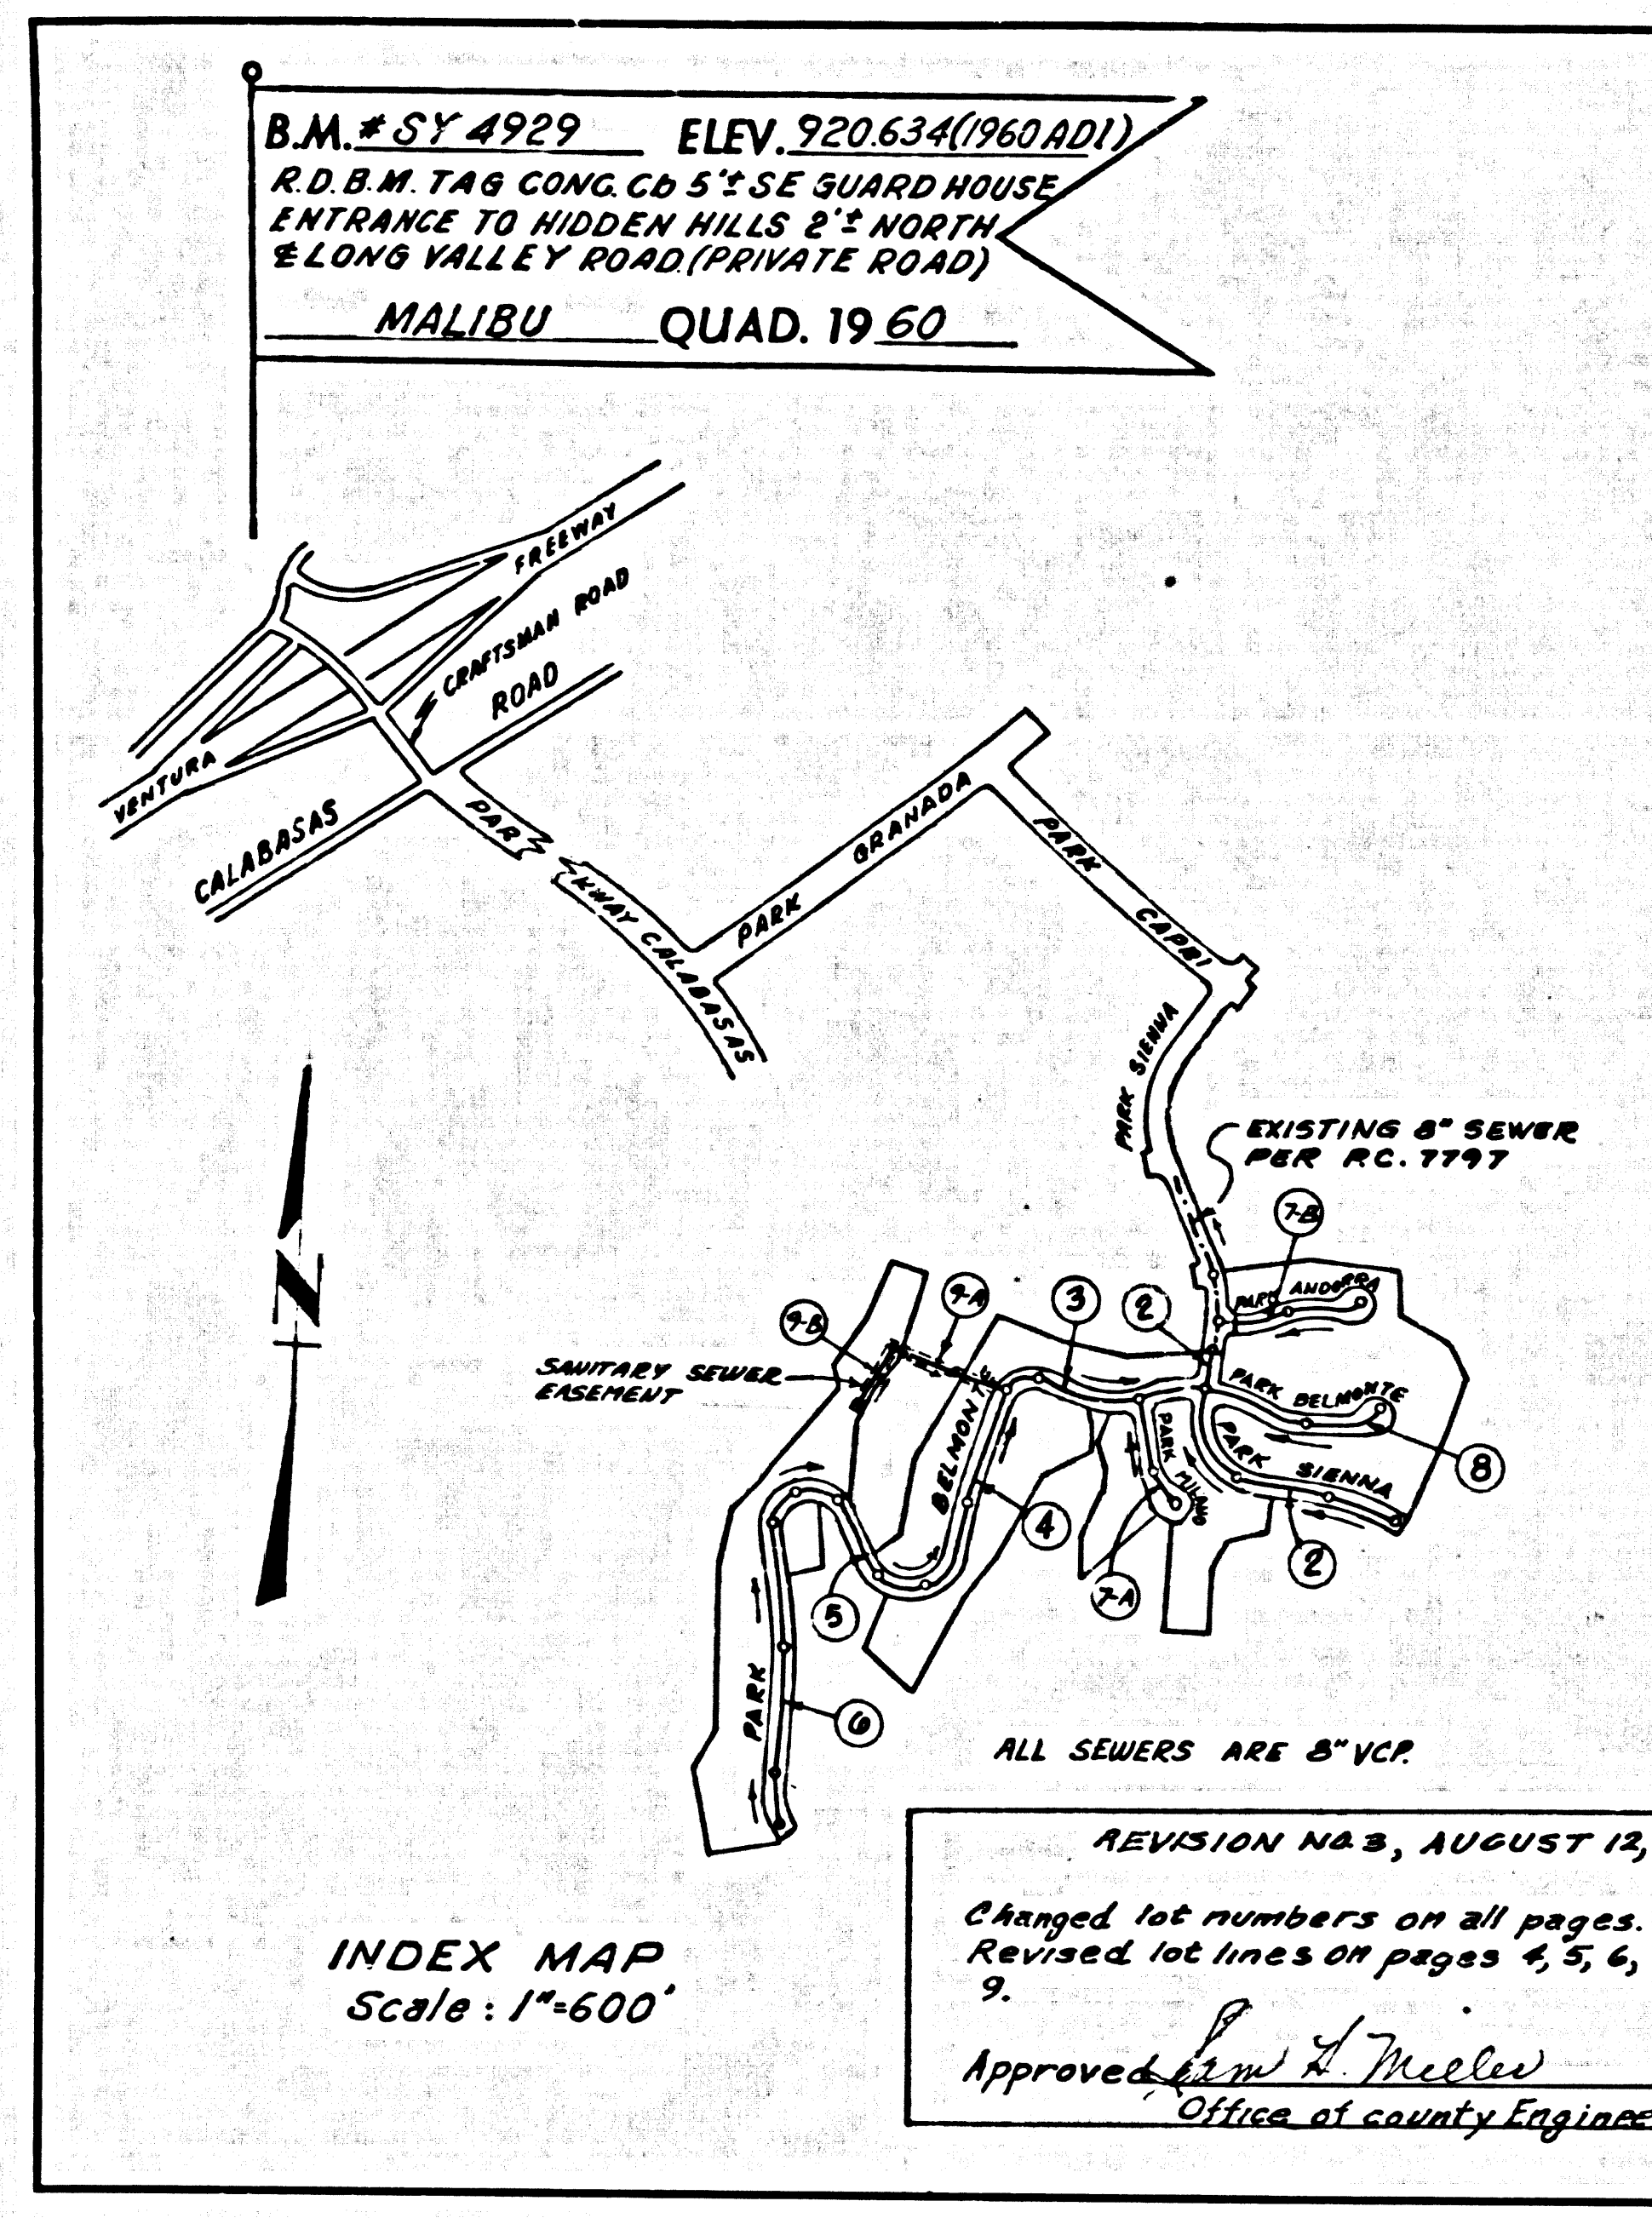 B.M. # SY 4929 ELEV. 920.634 (1960 ADJ)
R.D.B.M. TAG CONC. Cb 5'± SE GUARD HOUSE
ENTRANCE TO HIDDEN HILLS 2'± NORTH
℄ LONG VALLEY ROAD. (PRIVATE ROAD)
MALIBU QUAD. 1960
FREEWAY
CRAFTSMAN ROAD
ROAD
VENTURA
CALABASAS
PAR
KWAY CALABASAS
PARK GRANADA
PARK CAPRI
PARK SIENNA
EXISTING 8" SEWER
PER P.C. 7797
7-B
PARK ANDORRA
9-B
9-A
3
2
SANITARY SEWER
EASEMENT
PARK BELMONTE
BELMONTE
PARK MILANO
PARK SIENNA
8
4
2
7-A
5
PARK
6
N
ALL SEWERS ARE 8" VCP.
REVISION NO. 3, AUGUST 12,
Changed lot numbers on all pages.
Revised lot lines on pages 4, 5, 6,
9.
INDEX MAP
Scale: 1"=600'
Approved Sam H. Miller
Office of county Enginee